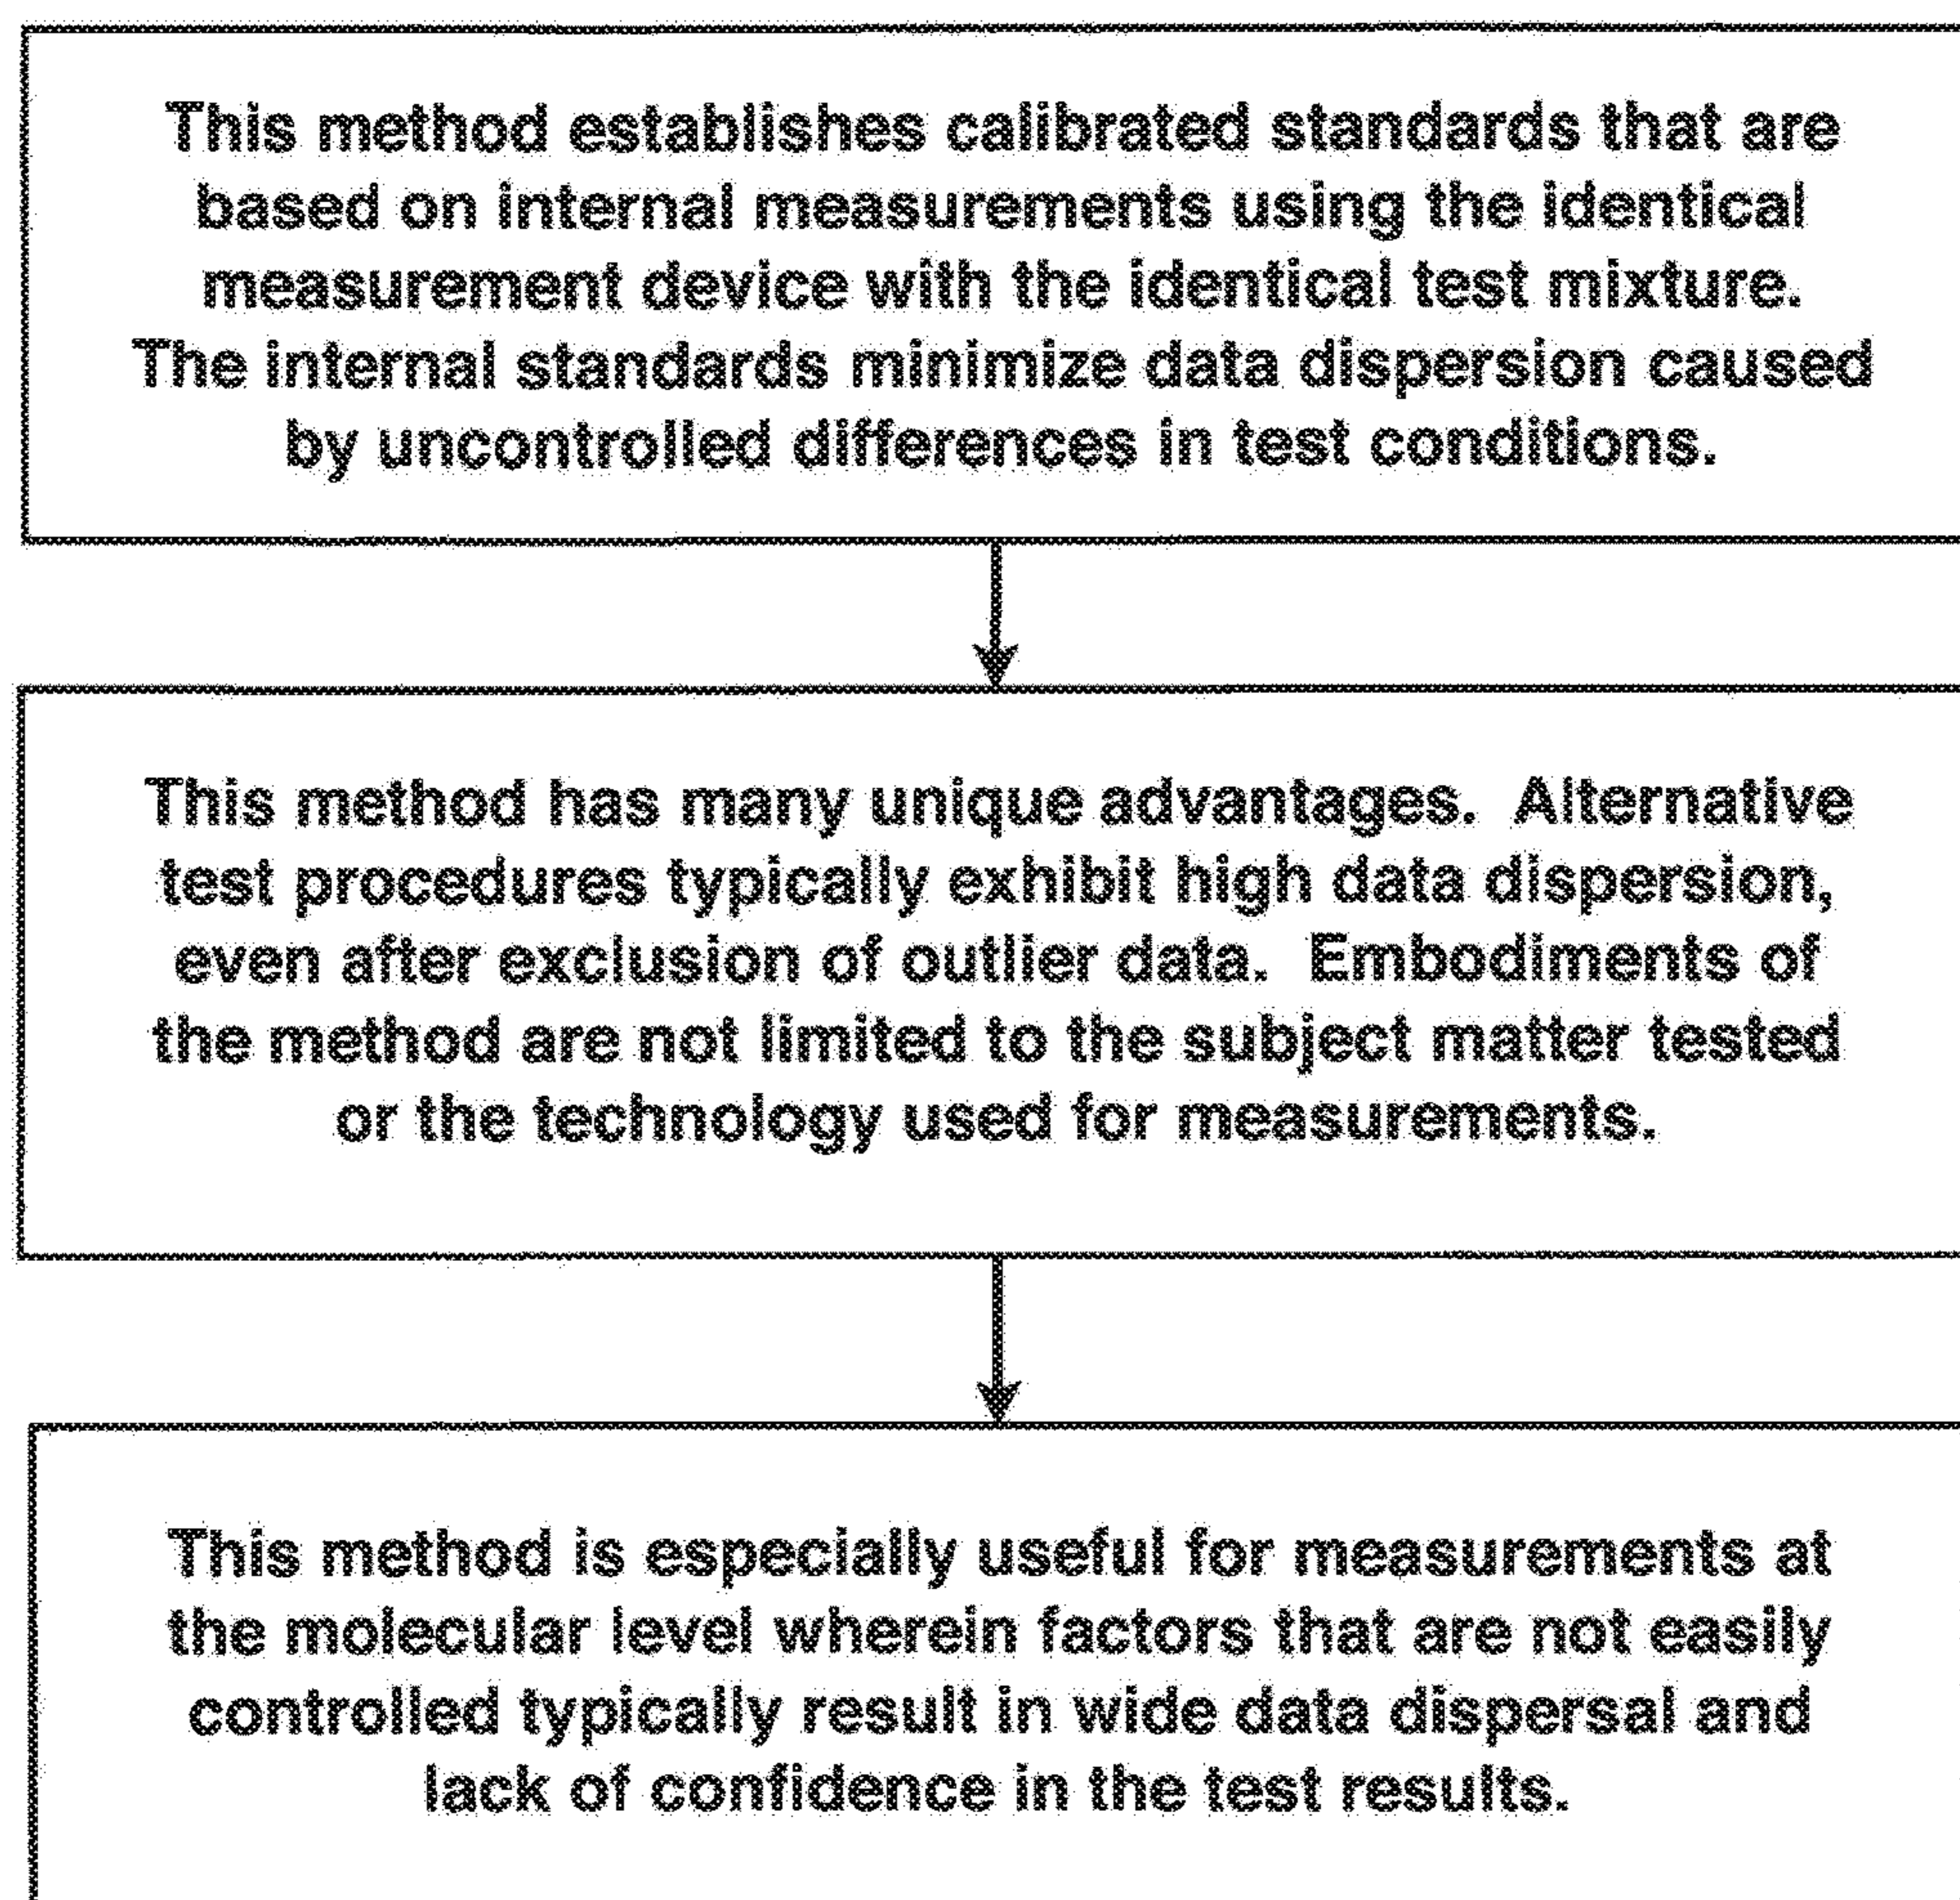 This method establishes calibrated standards that are
based on internal measurements using the identical
measurement device with the identical test mixture.
The internal standards minimize data dispersion caused
by uncontrolled differences in test conditions.
This method has many unique advantages.  Alternative
test procedures typically exhibit high data dispersion,
even after exclusion of outlier data.  Embodiments of
the method are not limited to the subject matter tested
or the technology used for measurements.
This method is especially useful for measurements at
the molecular level wherein factors that are not easily
controlled typically result in wide data dispersal and
lack of confidence in the test results.